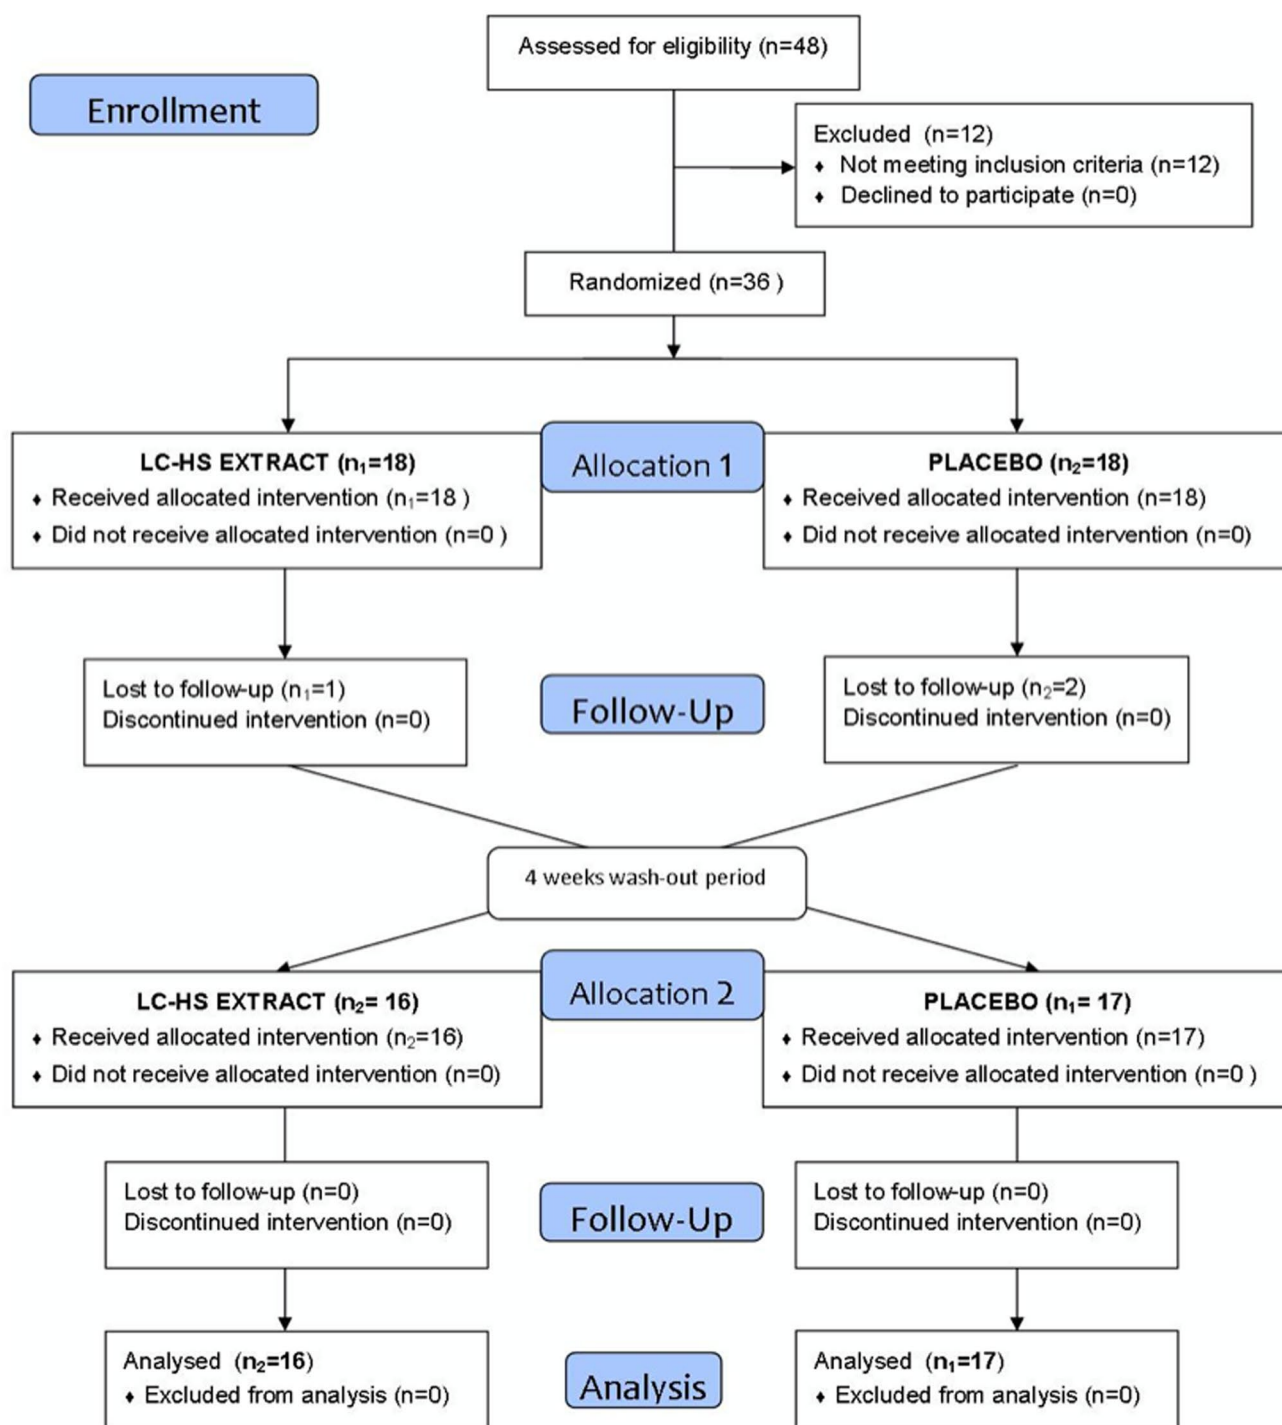 Assessed for eligibility (n=48)
Enrollment
Excluded (n=12)
♦ Not meeting inclusion criteria (n=12)
♦ Declined to participate (n=0)
Randomized (n=36 )
LC-HS EXTRACT (n₁=18)
♦ Received allocated intervention (n₁=18 )
♦ Did not receive allocated intervention (n=0 )
Allocation 1
PLACEBO (n₂=18)
♦ Received allocated intervention (n=18)
♦ Did not receive allocated intervention (n=0)
Lost to follow-up (n₁=1)
Discontinued intervention (n=0)
Follow-Up
Lost to follow-up (n₂=2)
Discontinued intervention (n=0)
4 weeks wash-out period
LC-HS EXTRACT (n₂= 16)
♦ Received allocated intervention (n₂=16)
♦ Did not receive allocated intervention (n=0)
Allocation 2
PLACEBO (n₁= 17)
♦ Received allocated intervention (n=17)
♦ Did not receive allocated intervention (n=0 )
Lost to follow-up (n=0)
Discontinued intervention (n=0)
Follow-Up
Lost to follow-up (n=0)
Discontinued intervention (n=0)
Analysed (n₂=16)
♦ Excluded from analysis (n=0)
Analysis
Analysed (n₁=17)
♦ Excluded from analysis (n=0)